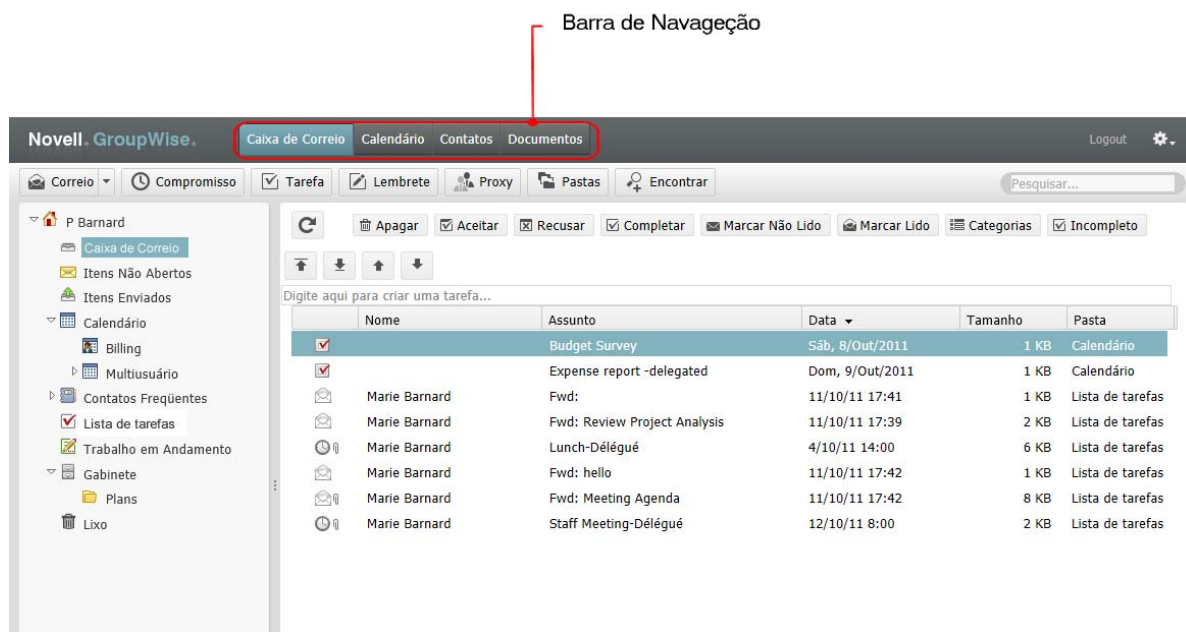 Barra de Navageção
Novell. GroupWise. Caixa de Correio Calendário Contatos Documentos Logout
Correio Compromisso Tarefa Lembrete Proxy Pastas Encontrar Pesquisar...
P Barnard
Caixa de Correio
Itens Não Abertos
Itens Enviados
Calendário
Billing
Multiusuário
Contatos Freqüentes
Lista de tarefas
Trabalho em Andamento
Gabinete
Plans
Lixo
Apagar Aceitar Recusar Completar Marcar Não Lido Marcar Lido Categorias Incompleto
Digite aqui para criar uma tarefa...
Nome Assunto Data Tamanho Pasta
Budget Survey Sáb, 8/Out/2011 1 KB Calendário
Expense report -delegated Dom, 9/Out/2011 1 KB Calendário
Marie Barnard Fwd: 11/10/11 17:41 1 KB Lista de tarefas
Marie Barnard Fwd: Review Project Analysis 11/10/11 17:39 2 KB Lista de tarefas
Marie Barnard Lunch-Délégué 4/10/11 14:00 6 KB Lista de tarefas
Marie Barnard Fwd: hello 11/10/11 17:42 1 KB Lista de tarefas
Marie Barnard Fwd: Meeting Agenda 11/10/11 17:42 8 KB Lista de tarefas
Marie Barnard Staff Meeting-Délégué 12/10/11 8:00 2 KB Lista de tarefas